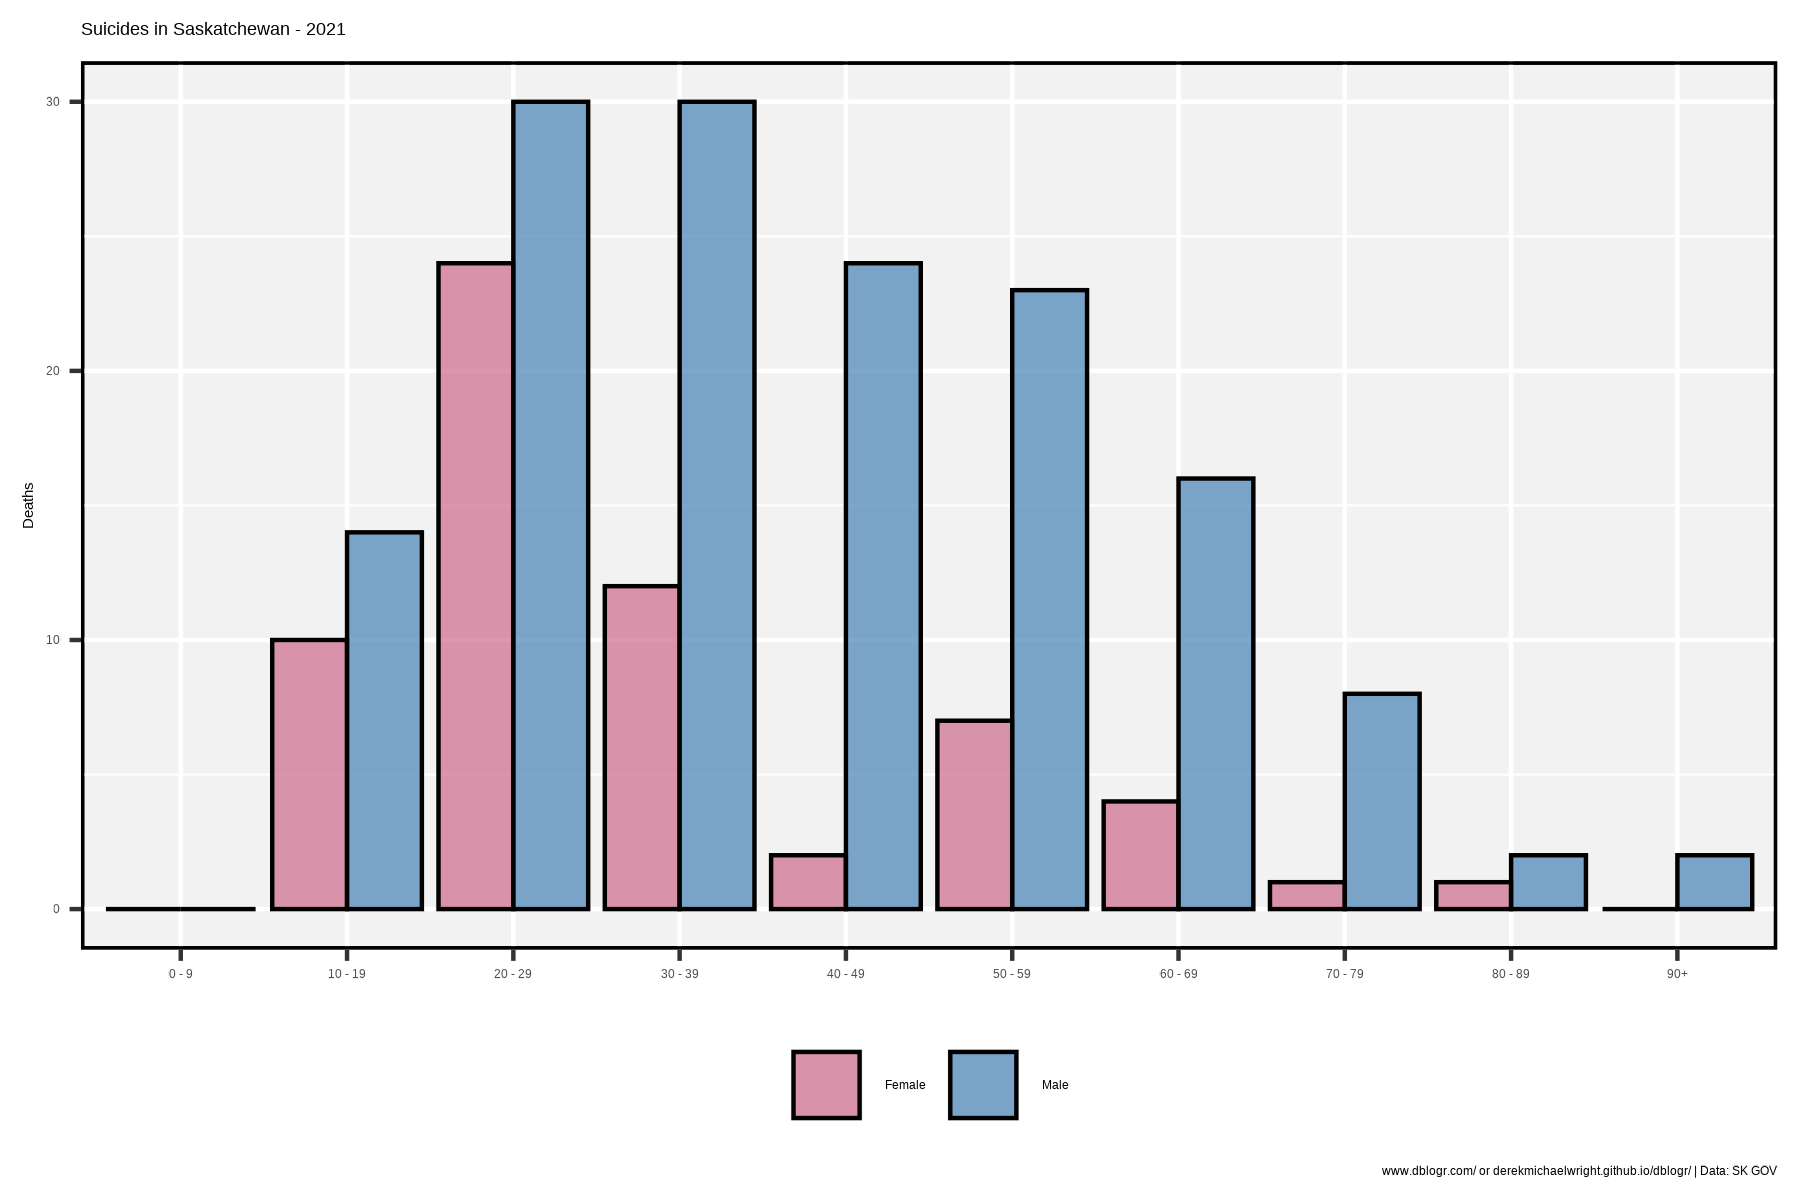 Suicides in Saskatchewan - 2021
30
20
10
0
Deaths
0 - 9
10 - 19
20 - 29
30 - 39
40 - 49
50 - 59
60 - 69
70 - 79
80 - 89
90+
Female
Male
www.dblogr.com/ or derekmichaelwright.github.io/dblogr/ | Data: SK GOV